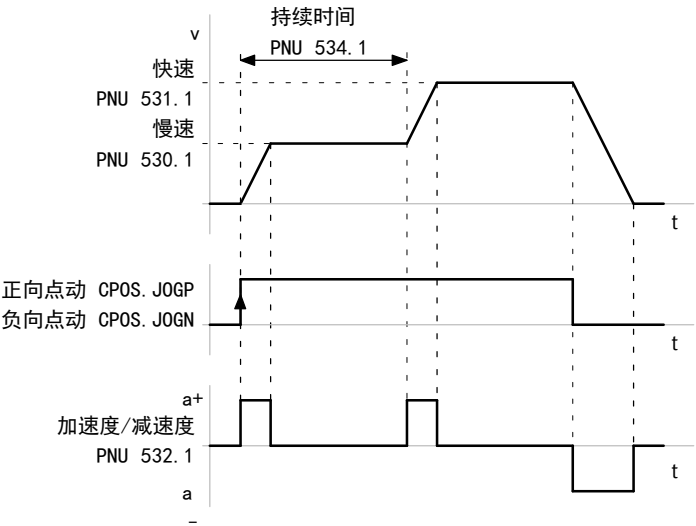 持续时间
v
PNU 534.1
快速
PNU 531.1
慢速
PNU 530.1
t
正向点动 CPOS.JOGP
负向点动 CPOS.JOGN
t
a+
加速度/减速度
PNU 532.1
t
a
-